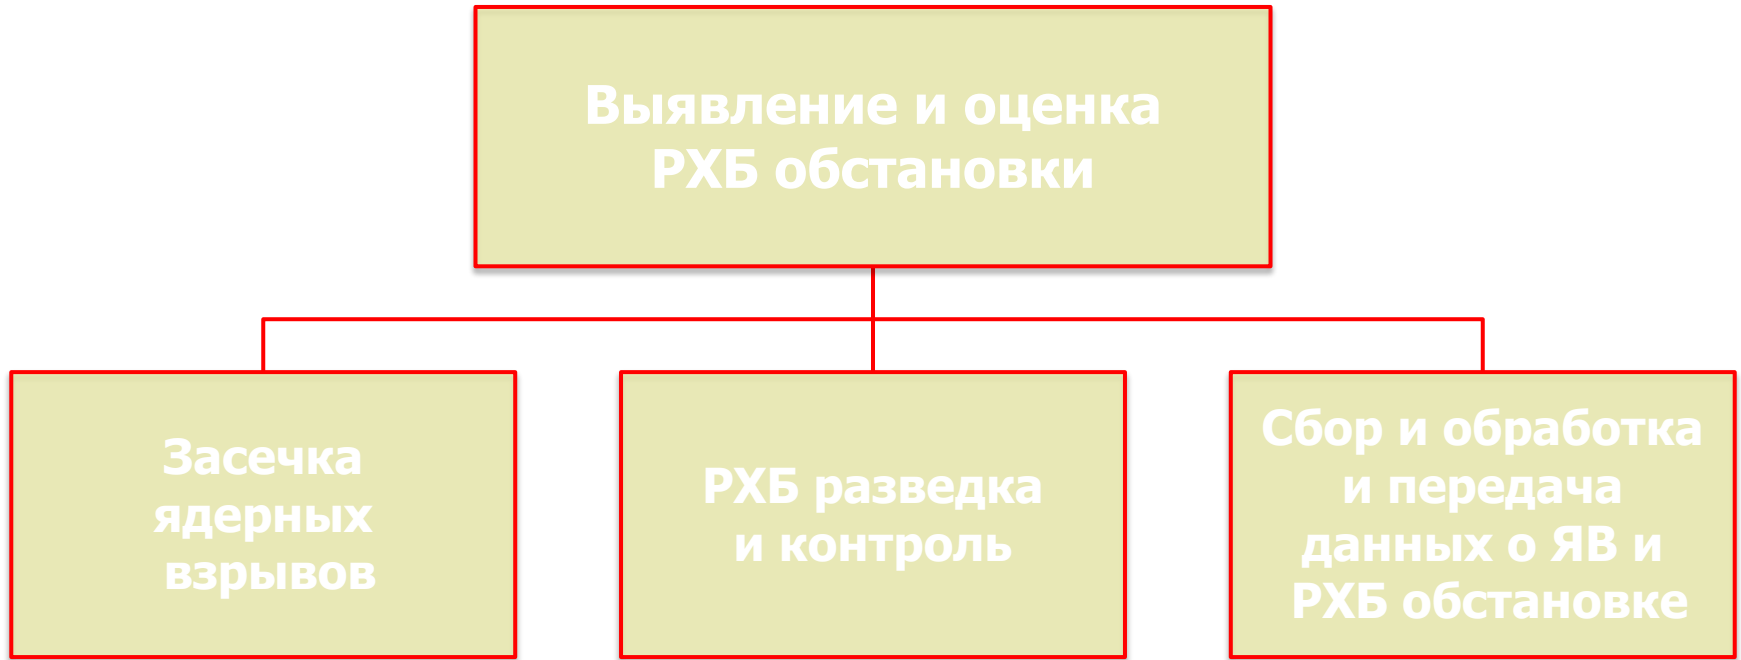 Выявление и оценка
РХБ обстановки
Засечка
ядерных
взрывов
РХБ разведка
и контроль
Сбор и обработка
и передача
данных о ЯВ и
РХБ обстановке